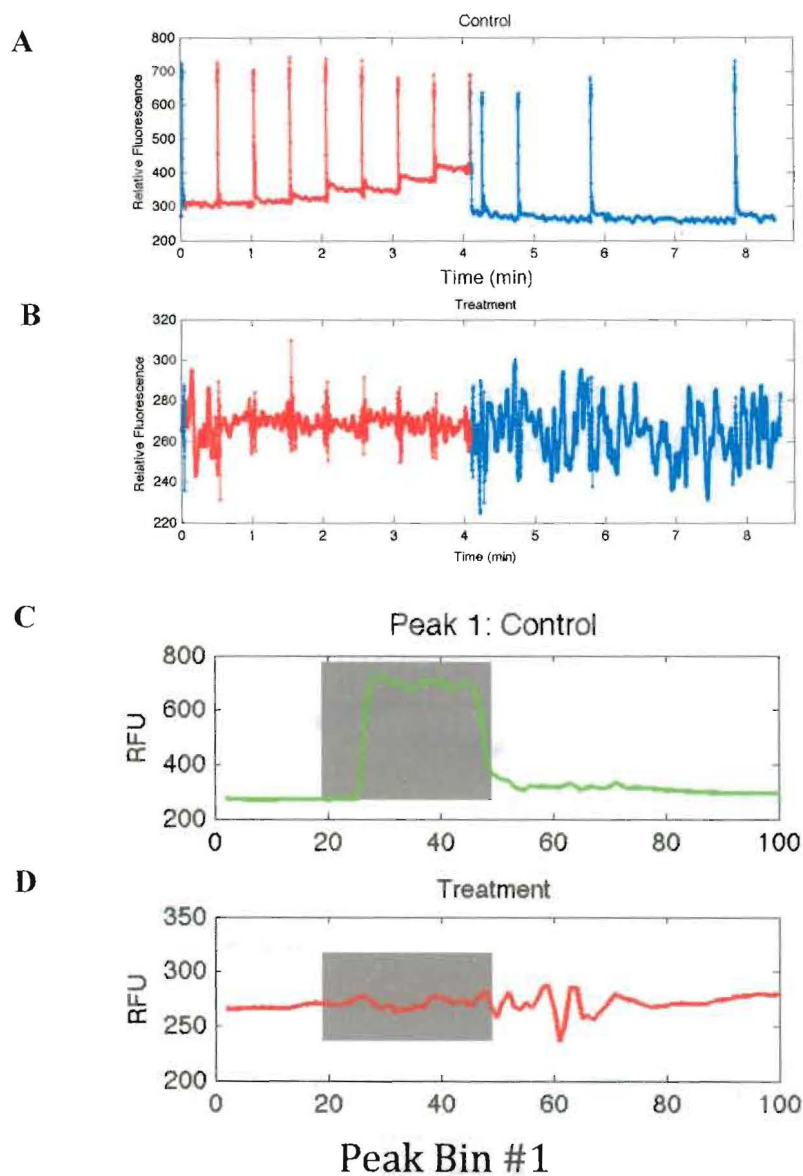 A
Control
800
700
600
500
400
300
200
Relative Fluorescence
0 1 2 3 4 5 6 7 8
Time (min)
B
Treatment
320
300
280
260
240
220
Relative Fluorescence
0 1 2 3 4 5 6 7 8
Time (min)
C
Peak 1: Control
800
600
400
200
RFU
0 20 40 60 80 100
D
Treatment
350
300
250
200
RFU
0 20 40 60 80 100
Peak Bin #1